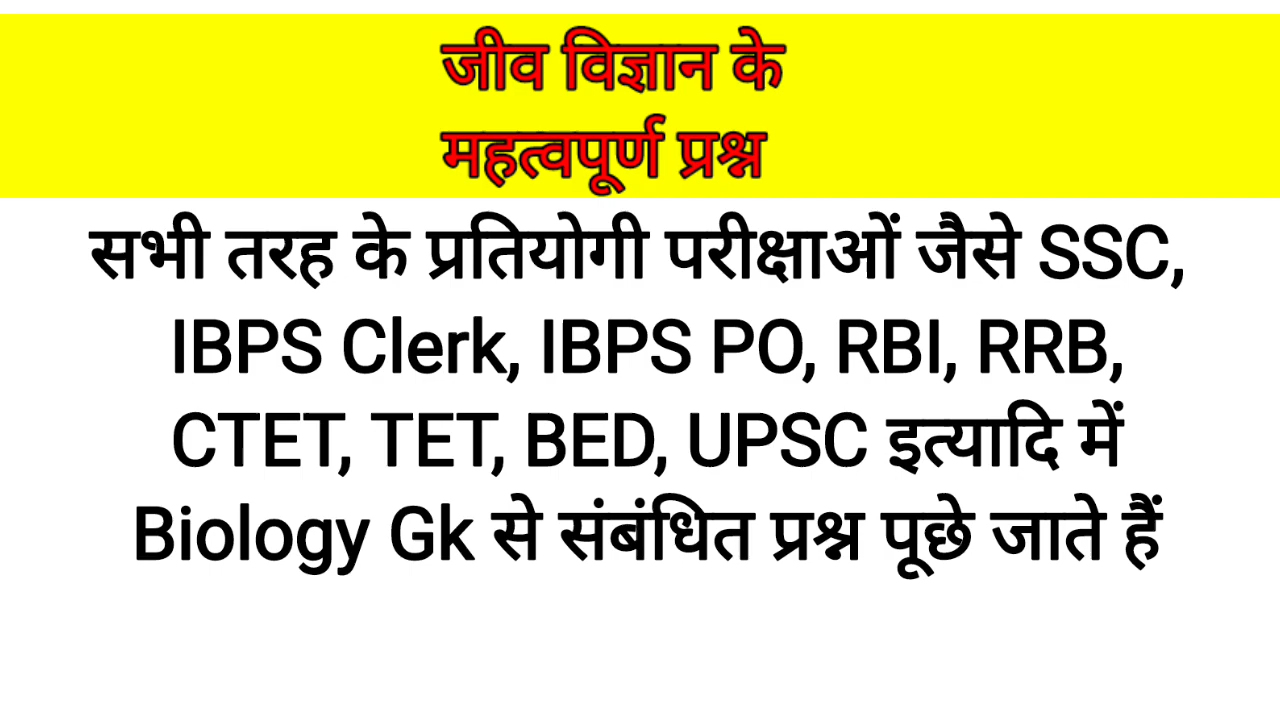 जीव विज्ञान के
महत्वपूर्ण प्रश्न
सभी तरह के प्रतियोगी परीक्षाओं जैसे SSC,
IBPS Clerk, IBPS PO, RBI, RRB,
CTET, TET, BED, UPSC इत्यादि में
Biology Gk से संबंधित प्रश्न पूछे जाते हैं